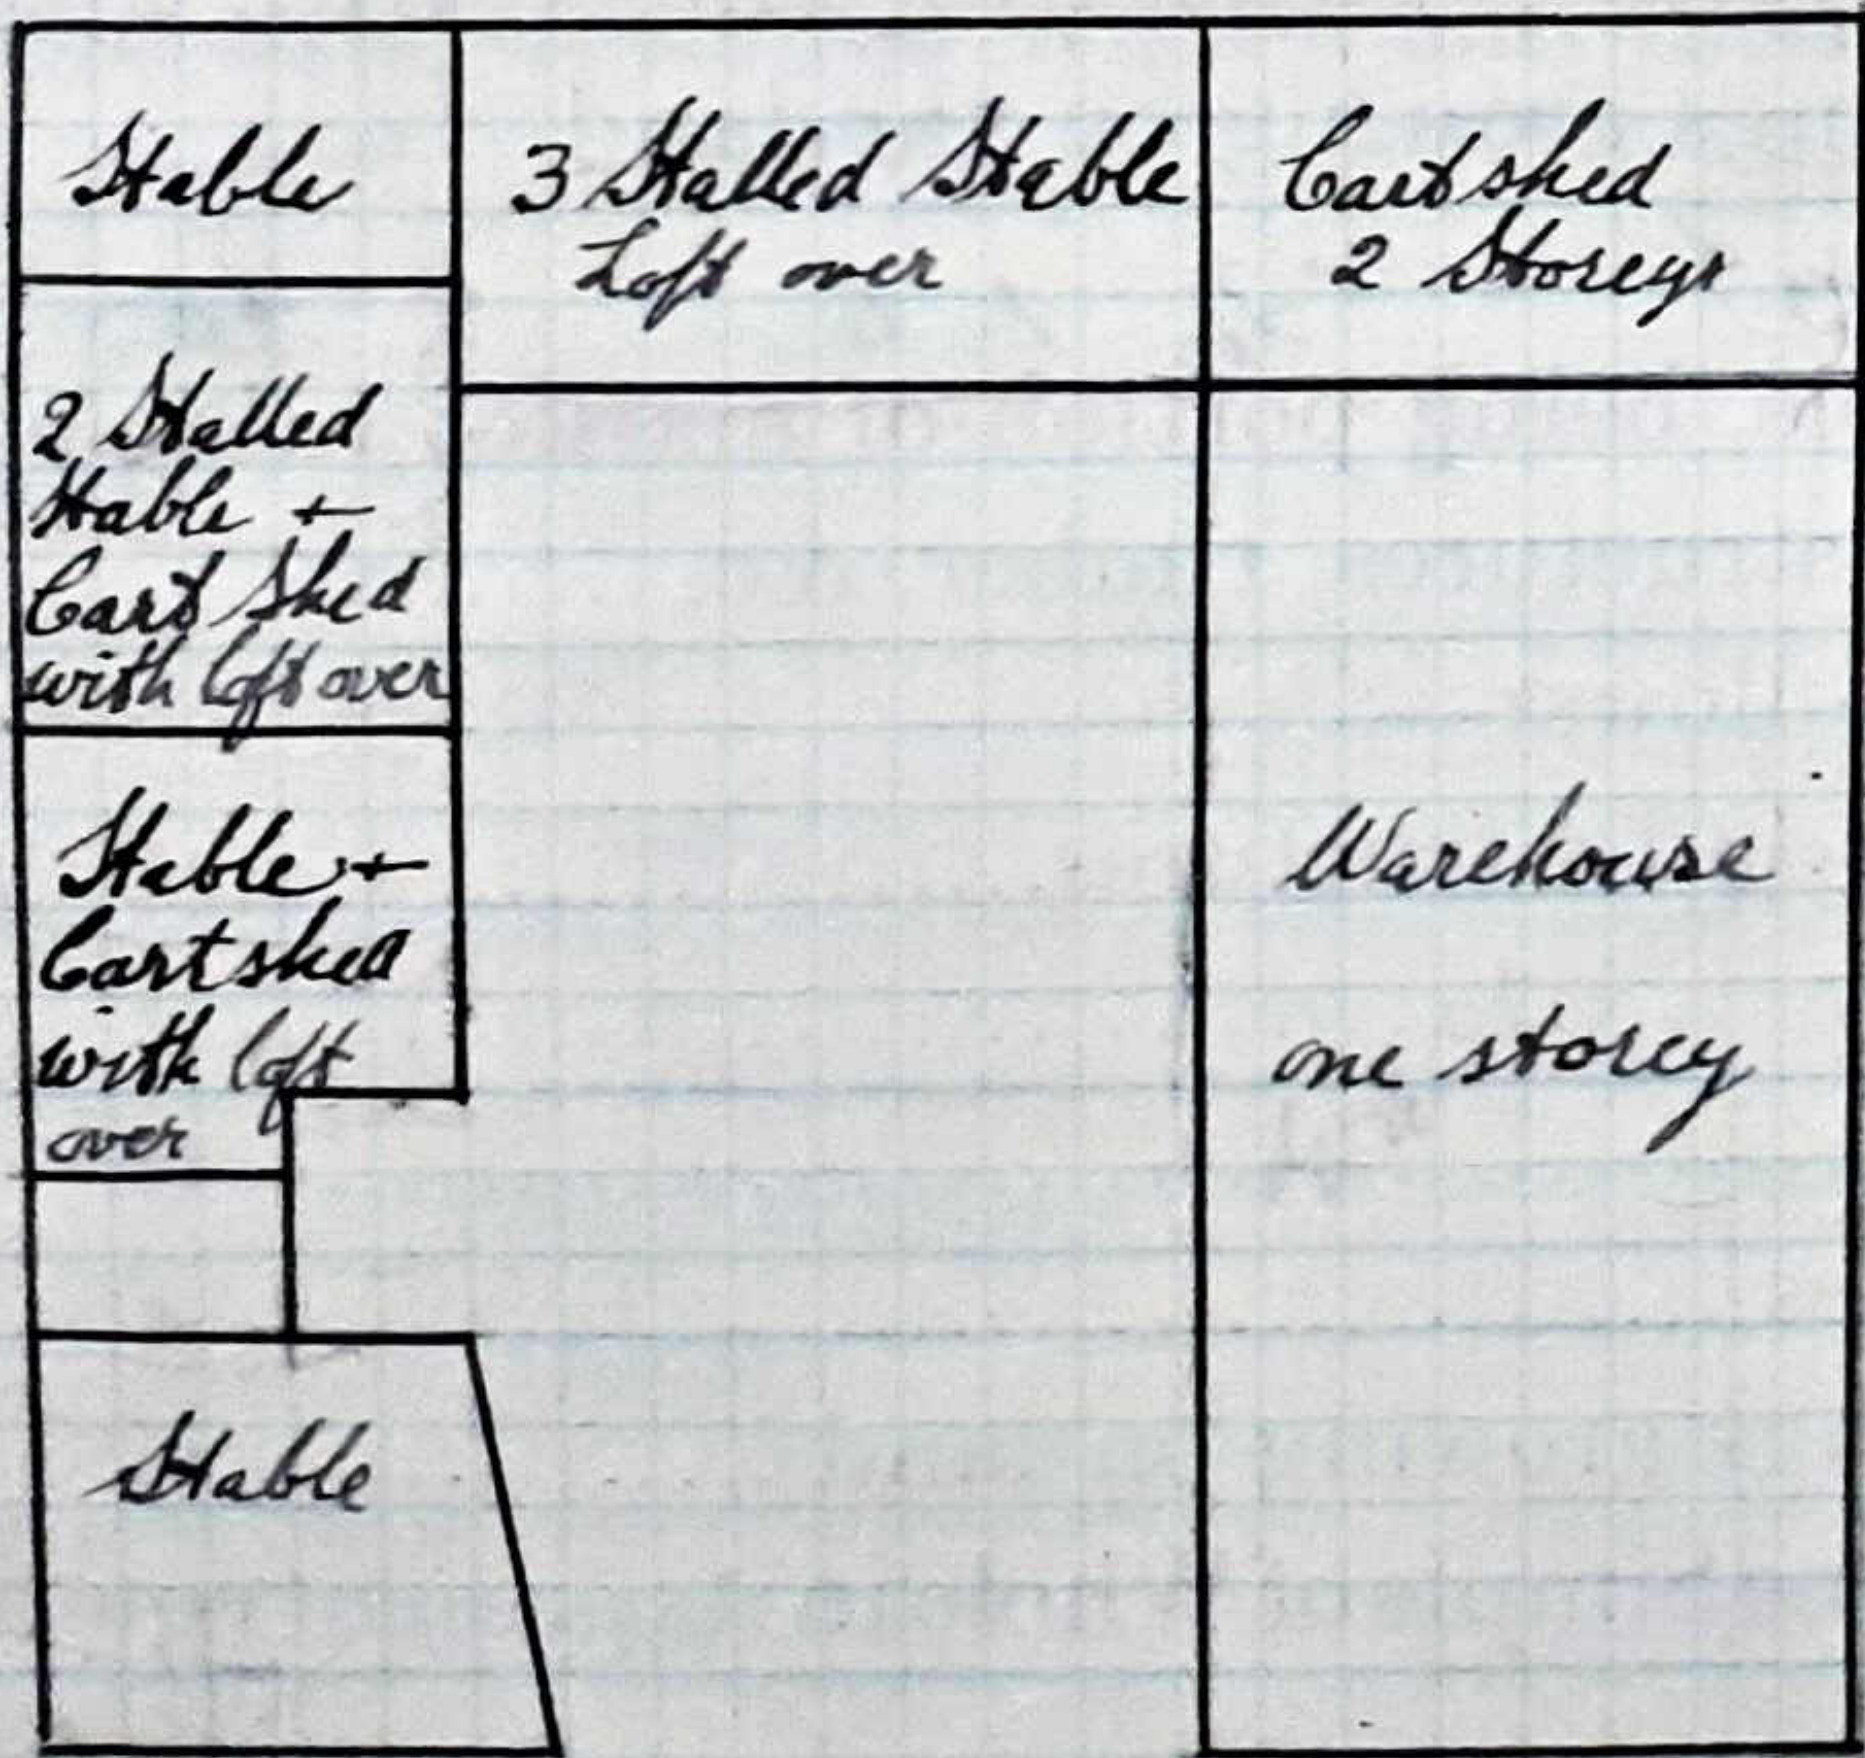 Stable
3 Stalled Stable
Loft over
Cartshed
2 Storeys
2 Stalled
Stable +
Cart Shed
with loft over
Stable +
Cartshed
with loft
over
Warehouse
one storey
Stable